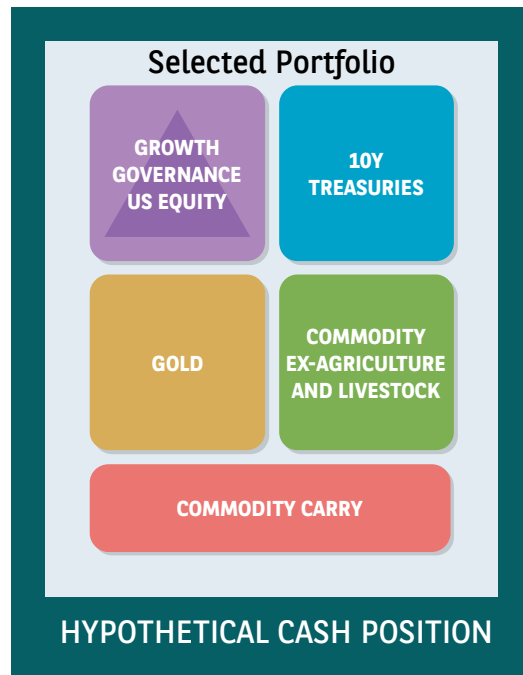 Selected Portfolio
GROWTH
GOVERNANCE
US EQUITY
10Y
TREASURIES
GOLD
COMMODITY
EX-AGRICULTURE
AND LIVESTOCK
COMMODITY CARRY
HYPOTHETICAL CASH POSITION